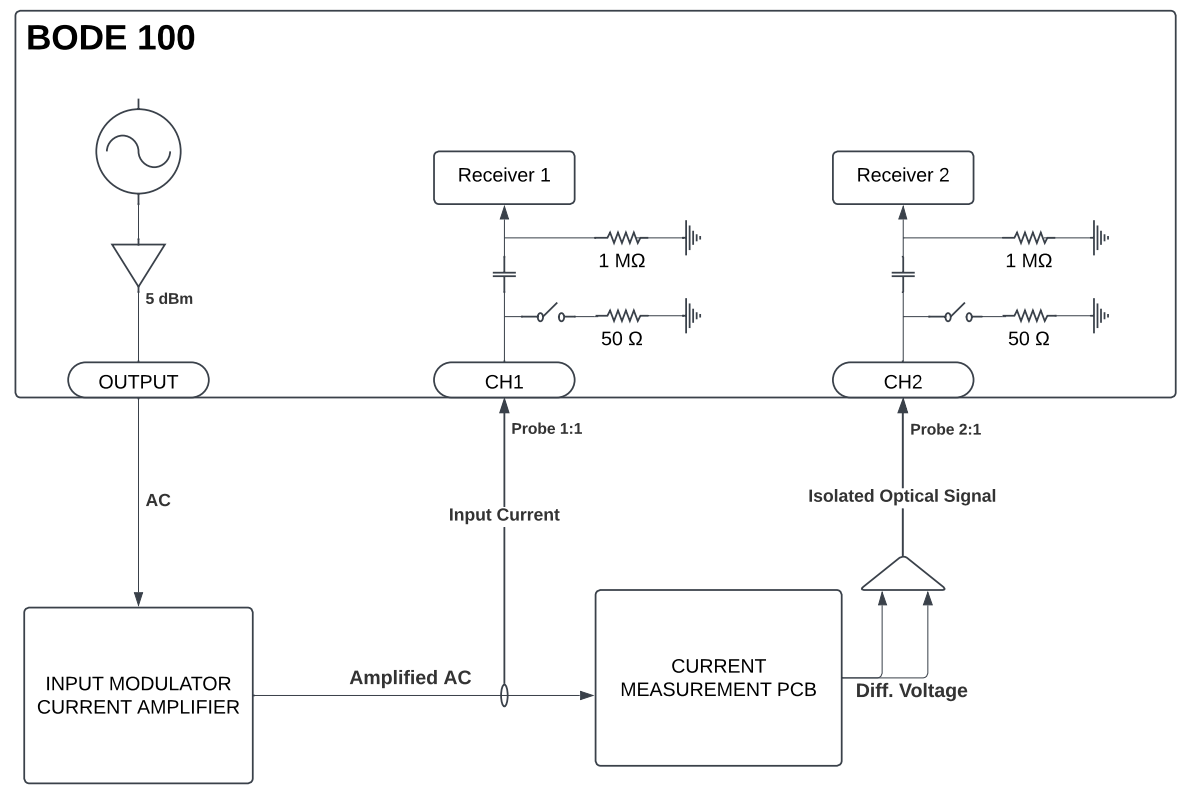 BODE 100
Receiver 1
Receiver 2
1 MΩ
1 MΩ
5 dBm
50 Ω
50 Ω
OUTPUT
CH1
CH2
Probe 1:1
Probe 2:1
AC
Isolated Optical Signal
Input Current
INPUT MODULATOR
CURRENT AMPLIFIER
Amplified AC
CURRENT
MEASUREMENT PCB
Diff. Voltage